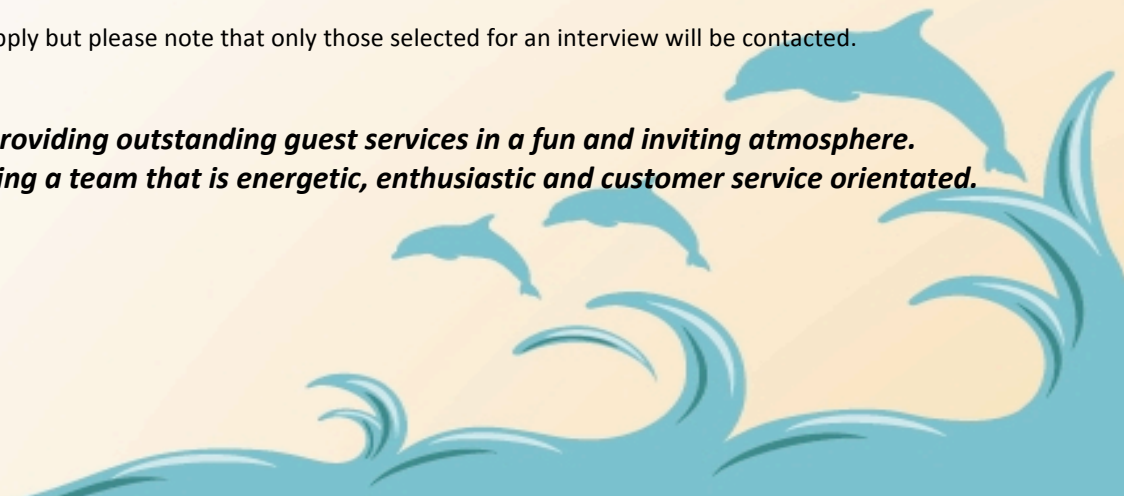 pply but please note that only those selected for an interview will be contacted.
roviding outstanding guest services in a fun and inviting atmosphere.
ing a team that is energetic, enthusiastic and customer service orientated.